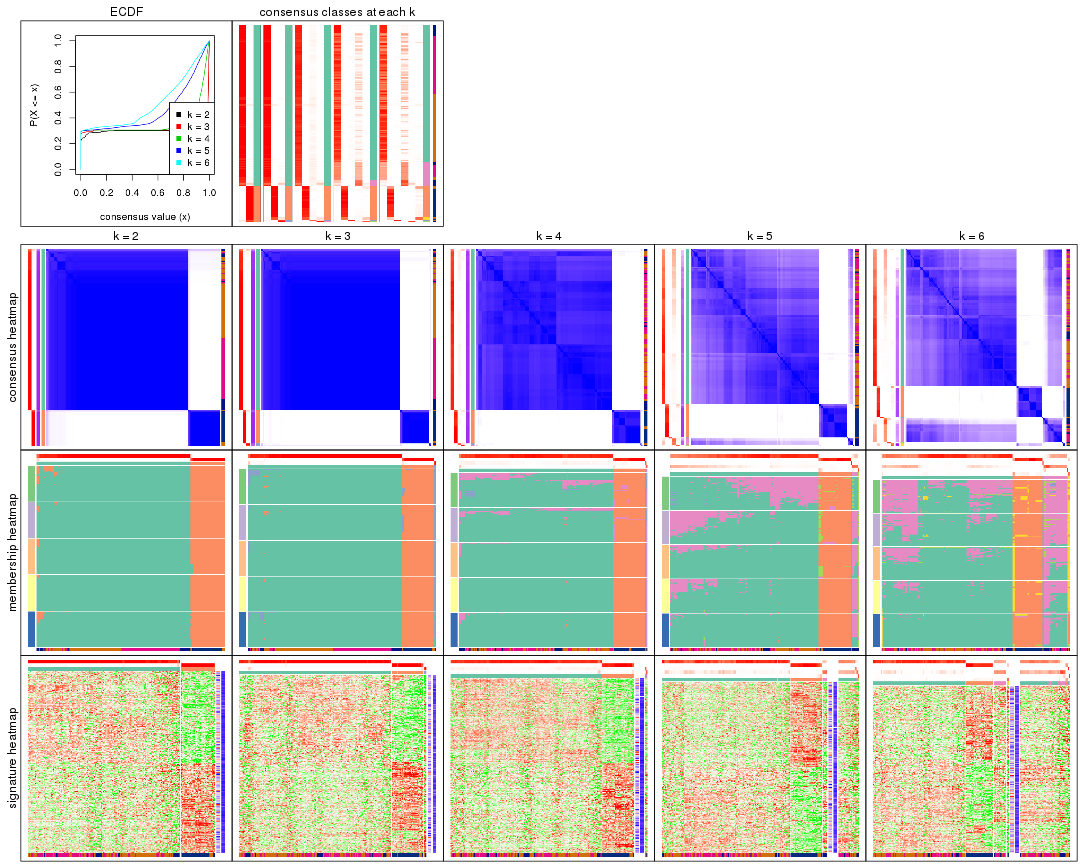 ECDF
consensus classes at each k
P(X <= x)
0.0 0.2 0.4 0.6 0.8 1.0
k = 2
k = 3
k = 4
k = 5
k = 6
0.0 0.2 0.4 0.6 0.8 1.0
consensus value (x)
k = 2
k = 3
k = 4
k = 5
k = 6
consensus heatmap
membership heatmap
signature heatmap